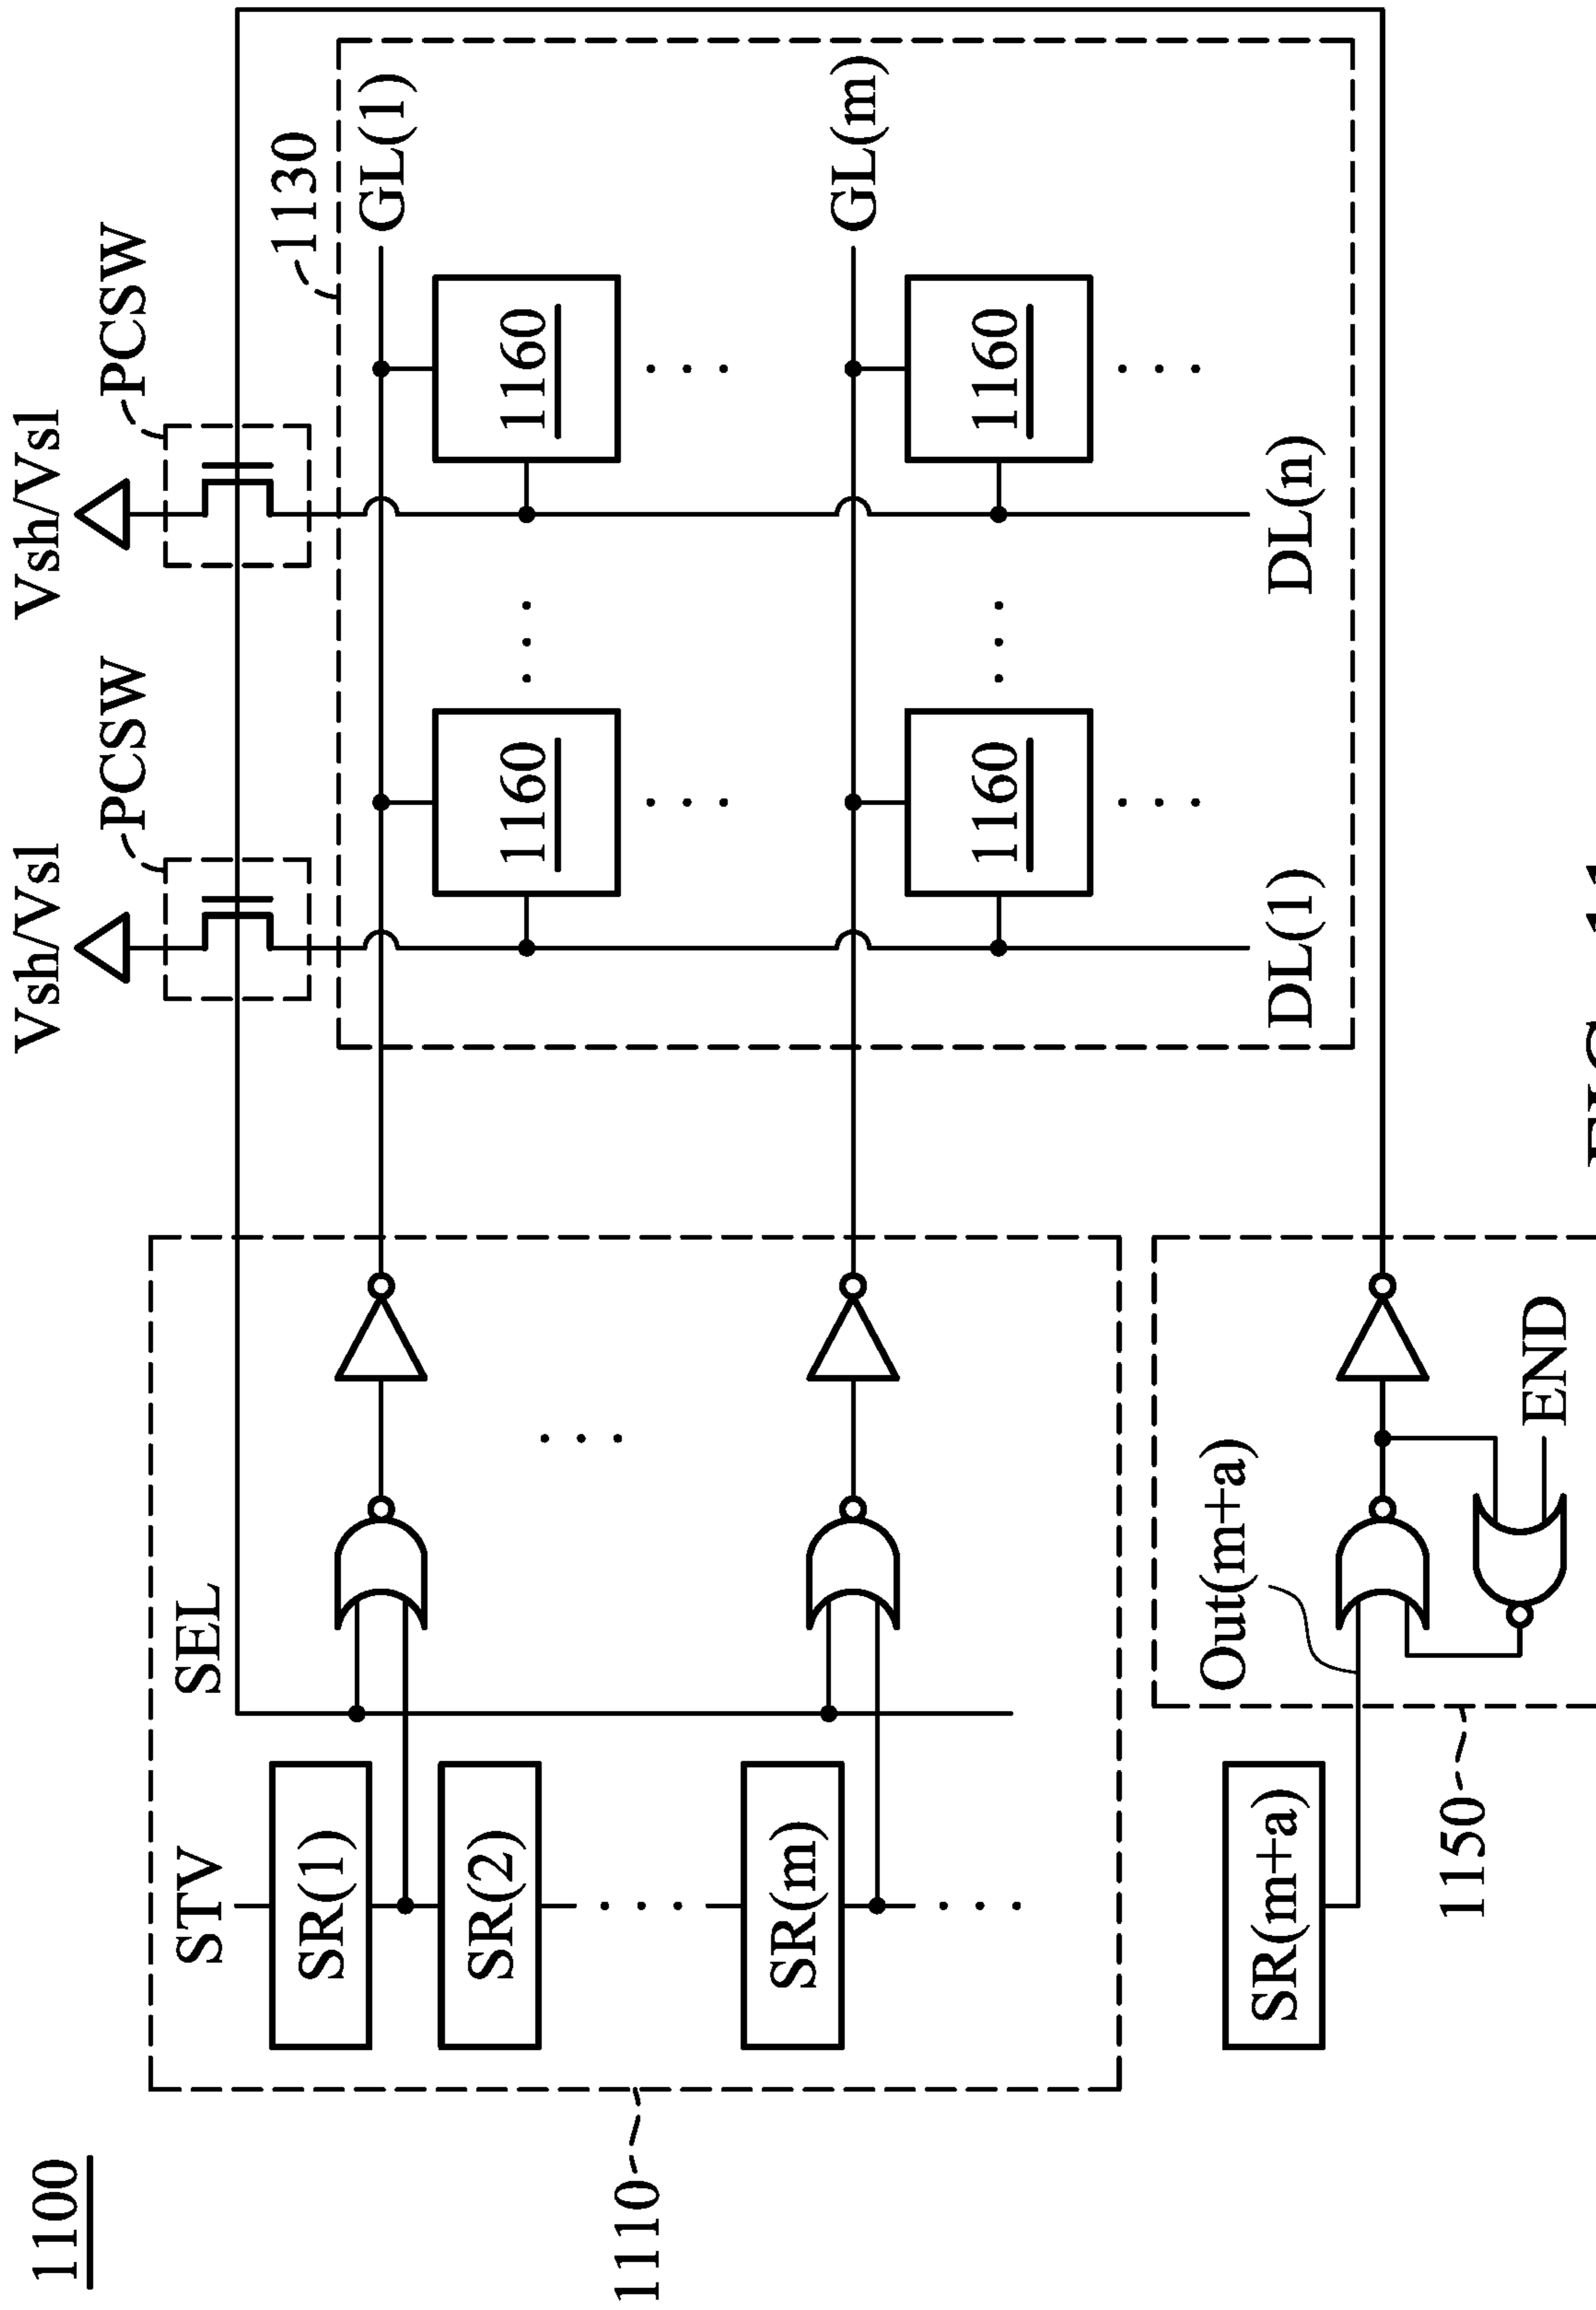 1100
Vsh/Vsl
Vsh/Vsl
PCSW
PCSW
1130
STV
SEL
GL(1)
SR(1)
1160
1160
SR(2)
1110
GL(m)
SR(m)
1160
1160
DL(1)
DL(n)
Out(m+a)
SR(m+a)
1150
END